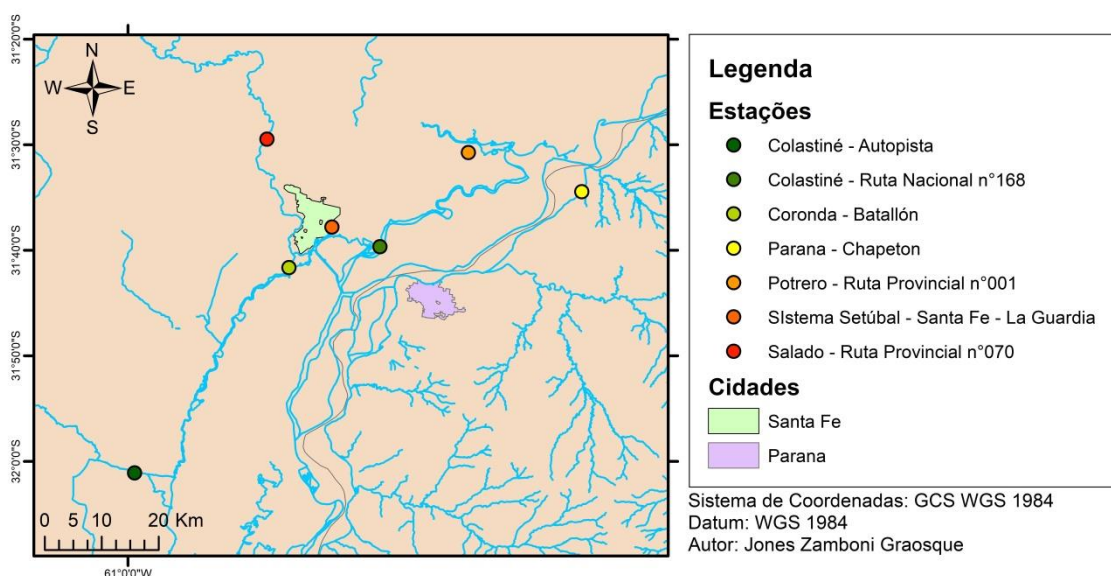 31°20'0"S
31°30'0"S
31°40'0"S
31°50'0"S
32°0'0"S
N
W E
S
0 5 10 20 Km
61°0'0"W
Legenda
Estações
Colastiné - Autopista
Colastiné - Ruta Nacional n°168
Coronda - Batallón
Parana - Chapeton
Potrero - Ruta Provincial n°001
SIstema Setúbal - Santa Fe - La Guardia
Salado - Ruta Provincial n°070
Cidades
Santa Fe
Parana
Sistema de Coordenadas: GCS WGS 1984
Datum: WGS 1984
Autor: Jones Zamboni Graosque